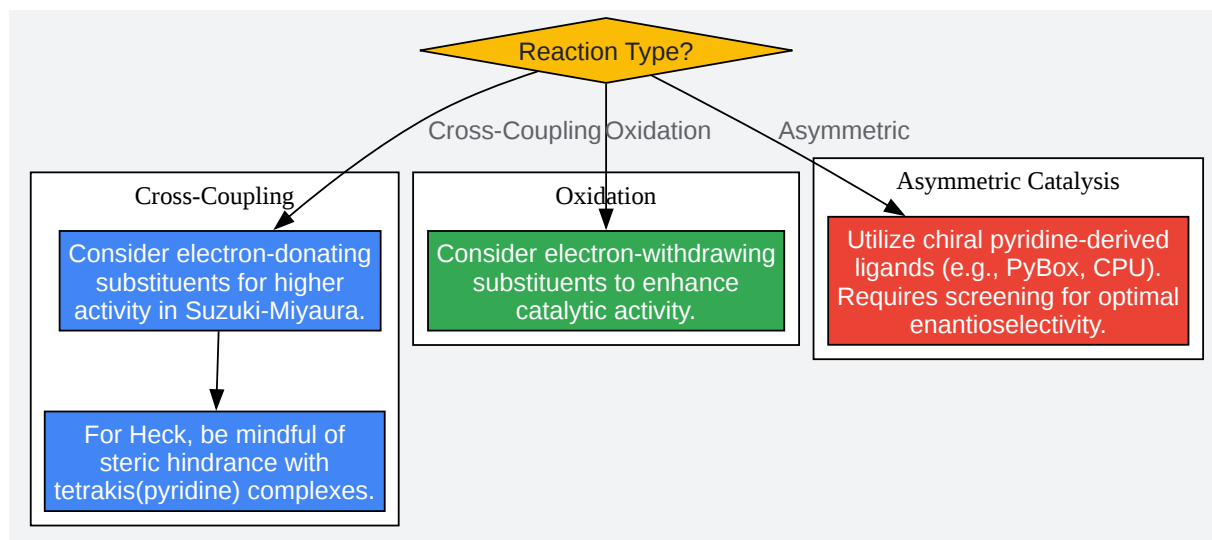 Reaction Type?
Cross-Coupling
Oxidation
Asymmetric
Cross-Coupling
Consider electron-donating
substituents for higher
activity in Suzuki-Miyaura.
For Heck, be mindful of
steric hindrance with
tetrakis(pyridine) complexes.
Oxidation
Consider electron-withdrawing
substituents to enhance
catalytic activity.
Asymmetric Catalysis
Utilize chiral pyridine-derived
ligands (e.g., PyBox, CPU).
Requires screening for optimal
enantioselectivity.